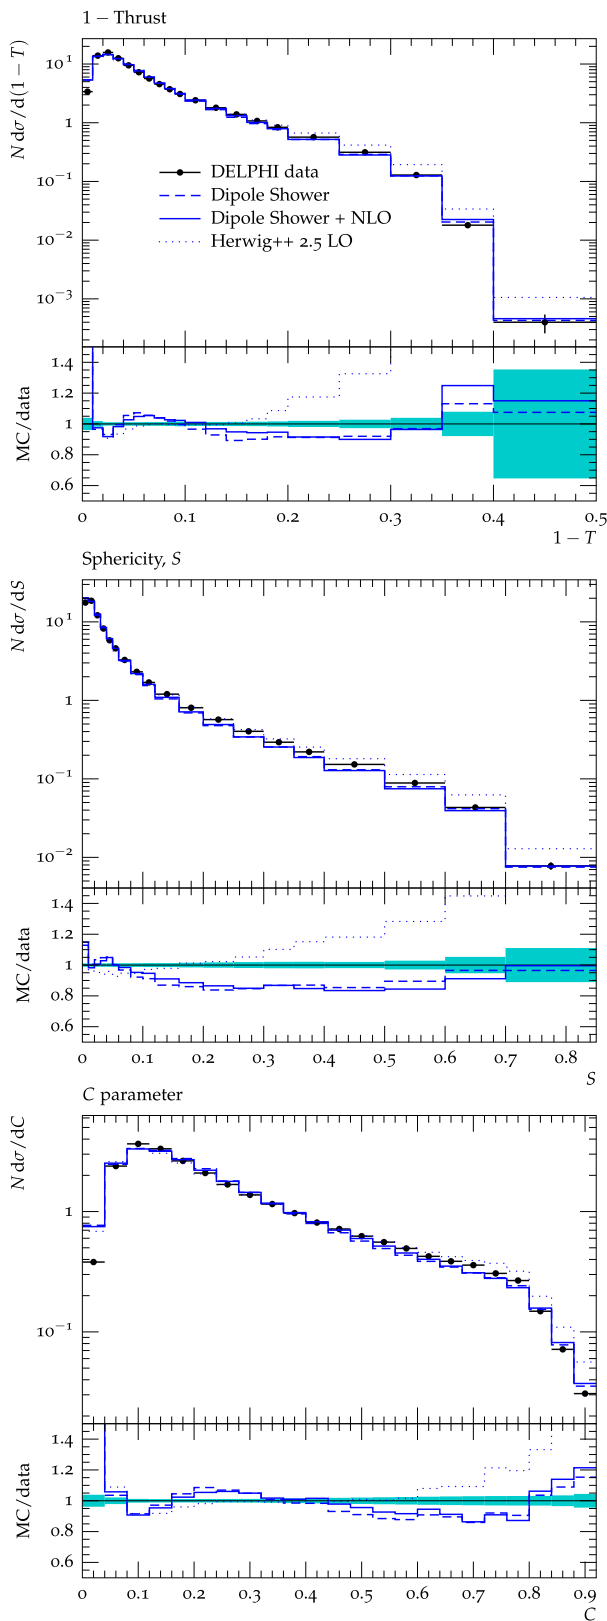 1 − Thrust
N dσ/d(1 − T)
10¹
1
10⁻¹
10⁻²
10⁻³
DELPHI data
Dipole Shower
Dipole Shower + NLO
Herwig++ 2.5 LO
MC/data
1.4
1.2
1
0.8
0.6
0 0.1 0.2 0.3 0.4 0.5
1 − T
Sphericity, S
N dσ/dS
10¹
1
10⁻¹
10⁻²
MC/data
1.4
1.2
1
0.8
0.6
0 0.1 0.2 0.3 0.4 0.5 0.6 0.7 0.8
S
C parameter
N dσ/dC
1
10⁻¹
MC/data
1.4
1.2
1
0.8
0.6
0 0.1 0.2 0.3 0.4 0.5 0.6 0.7 0.8 0.9
C